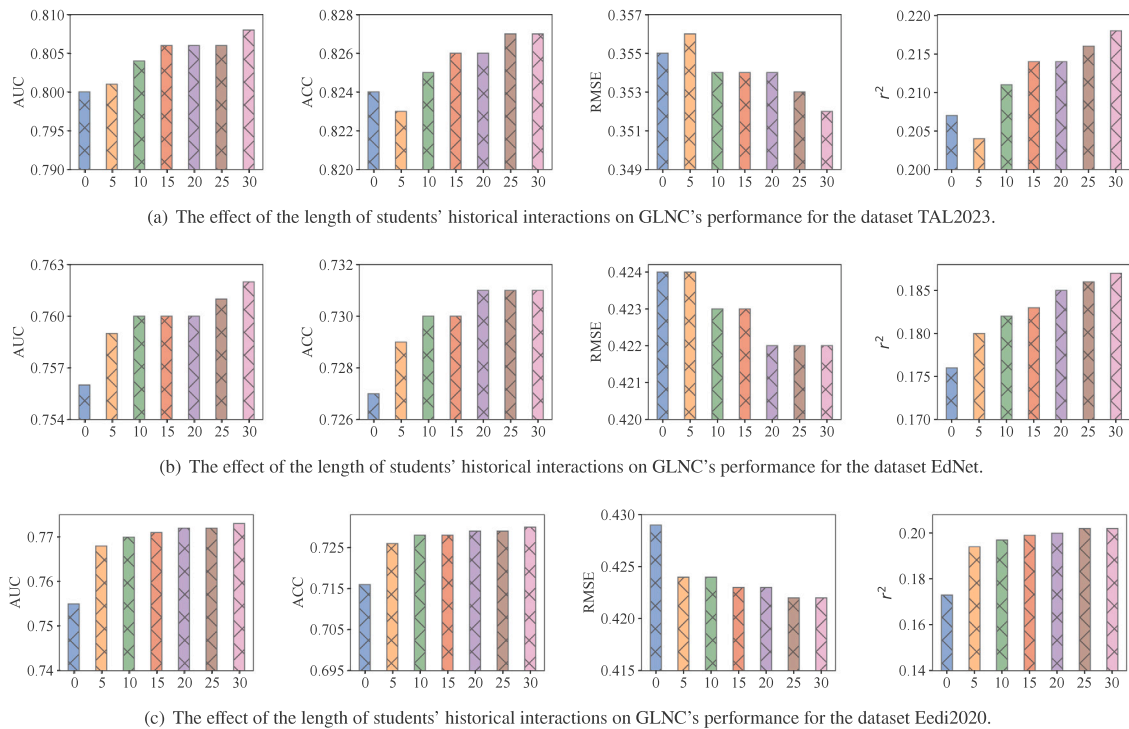 0.810
0.805
0.800
0.795
0.790
AUC
0 5 10 15 20 25 30
0.828
0.826
0.824
0.822
0.820
ACC
0 5 10 15 20 25 30
0.357
0.355
0.353
0.351
0.349
RMSE
0 5 10 15 20 25 30
0.220
0.215
0.210
0.205
0.200
r²
0 5 10 15 20 25 30
(a) The effect of the length of students' historical interactions on GLNC's performance for the dataset TAL2023.
0.763
0.760
0.757
0.754
AUC
0 5 10 15 20 25 30
0.732
0.730
0.728
0.726
ACC
0 5 10 15 20 25 30
0.424
0.423
0.422
0.421
0.420
RMSE
0 5 10 15 20 25 30
0.185
0.180
0.175
0.170
r²
0 5 10 15 20 25 30
(b) The effect of the length of students' historical interactions on GLNC's performance for the dataset EdNet.
0.77
0.76
0.75
0.74
AUC
0 5 10 15 20 25 30
0.725
0.715
0.705
0.695
ACC
0 5 10 15 20 25 30
0.430
0.425
0.420
0.415
RMSE
0 5 10 15 20 25 30
0.20
0.18
0.16
0.14
r²
0 5 10 15 20 25 30
(c) The effect of the length of students' historical interactions on GLNC's performance for the dataset Eedi2020.